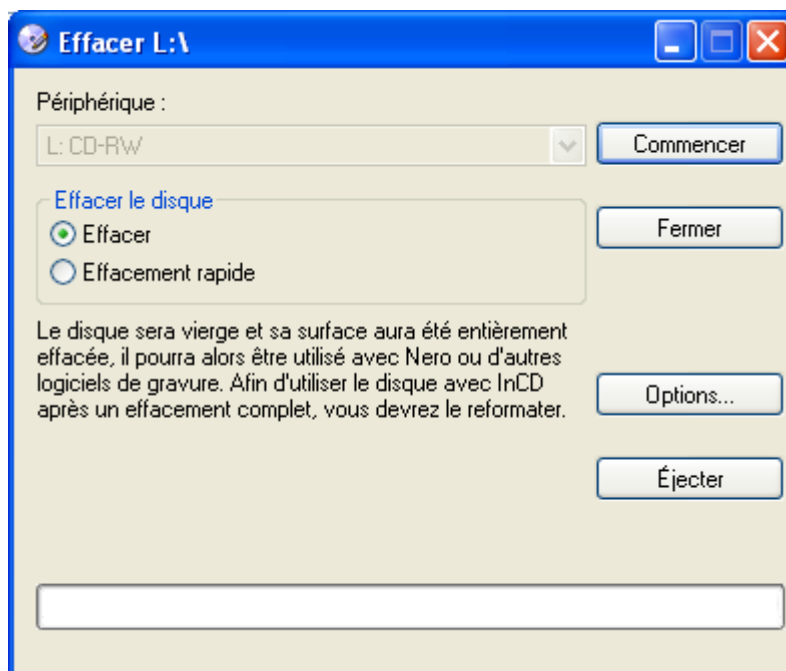 Effacer L:\
Périphérique :
L: CD-RW
Commencer
Effacer le disque
Effacer
Fermer
Effacement rapide
Le disque sera vierge et sa surface aura été entièrement
effacée, il pourra alors être utilisé avec Nero ou d'autres
logiciels de gravure. Afin d'utiliser le disque avec InCD
après un effacement complet, vous devrez le reformater.
Options...
Éjecter